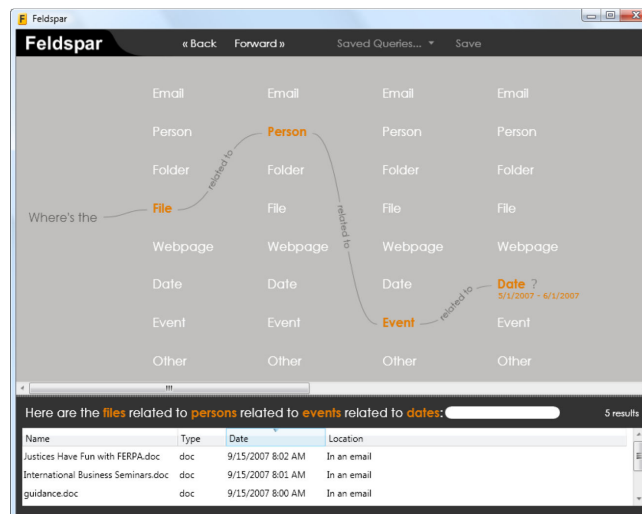 Feldspar
Feldspar « Back Forward » Saved Queries... Save
Email Email Email Email
Person Person Person Person
related to
Folder Folder Folder Folder
Where's the File File File File
related to
Webpage Webpage Webpage Webpage
Date Date Date Date ?
3/1/2007 - 6/1/2007
related to
Event Event Event Event
Other Other Other Other
Here are the files related to persons related to events related to dates: 5 results
Name Type Date Location
Justices Have Fun with FERPA.doc doc 9/15/2007 8:02 AM In an email
International Business Seminars.doc doc 9/15/2007 8:01 AM In an email
guidance.doc doc 9/15/2007 8:00 AM In an email